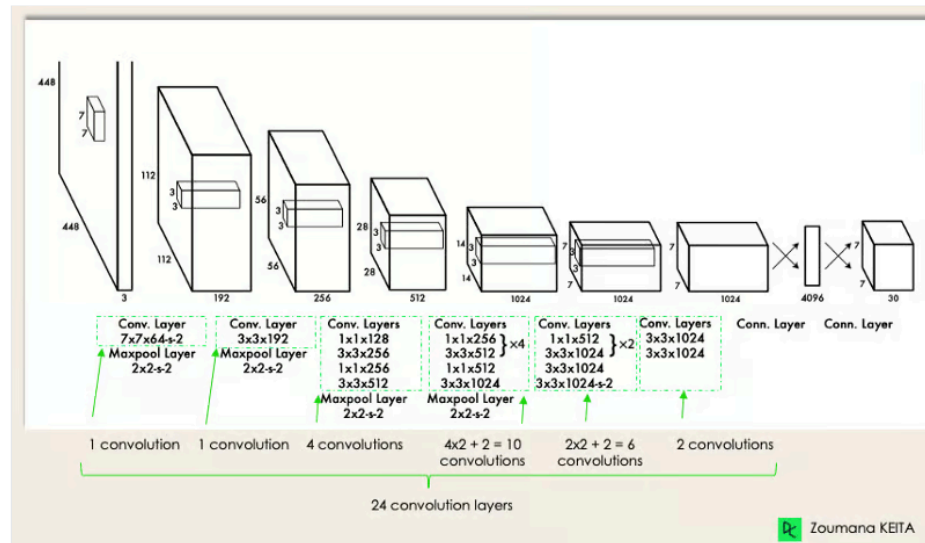 448
7
7
448
3
112
3
3
112
192
56
3
3
56
256
28
3
3
28
512
14
3
3
14
1024
7
3
3
7
1024
7
7
1024
4096
7
7
30
Conv. Layer
7x7x64-s-2
Maxpool Layer
2x2-s-2
Conv. Layer
3x3x192
Maxpool Layer
2x2-s-2
Conv. Layers
1x1x128
3x3x256
1x1x256
3x3x512
Maxpool Layer
2x2-s-2
Conv. Layers
1x1x256
3x3x512
}×4
1x1x512
3x3x1024
Maxpool Layer
2x2-s-2
Conv. Layers
1x1x512
3x3x1024
}×2
3x3x1024
3x3x1024-s-2
Conv. Layers
3x3x1024
3x3x1024
Conn. Layer
Conn. Layer
1 convolution
1 convolution
4 convolutions
4x2 + 2 = 10
convolutions
2x2 + 2 = 6
convolutions
2 convolutions
24 convolution layers
DC Zoumana KEITA